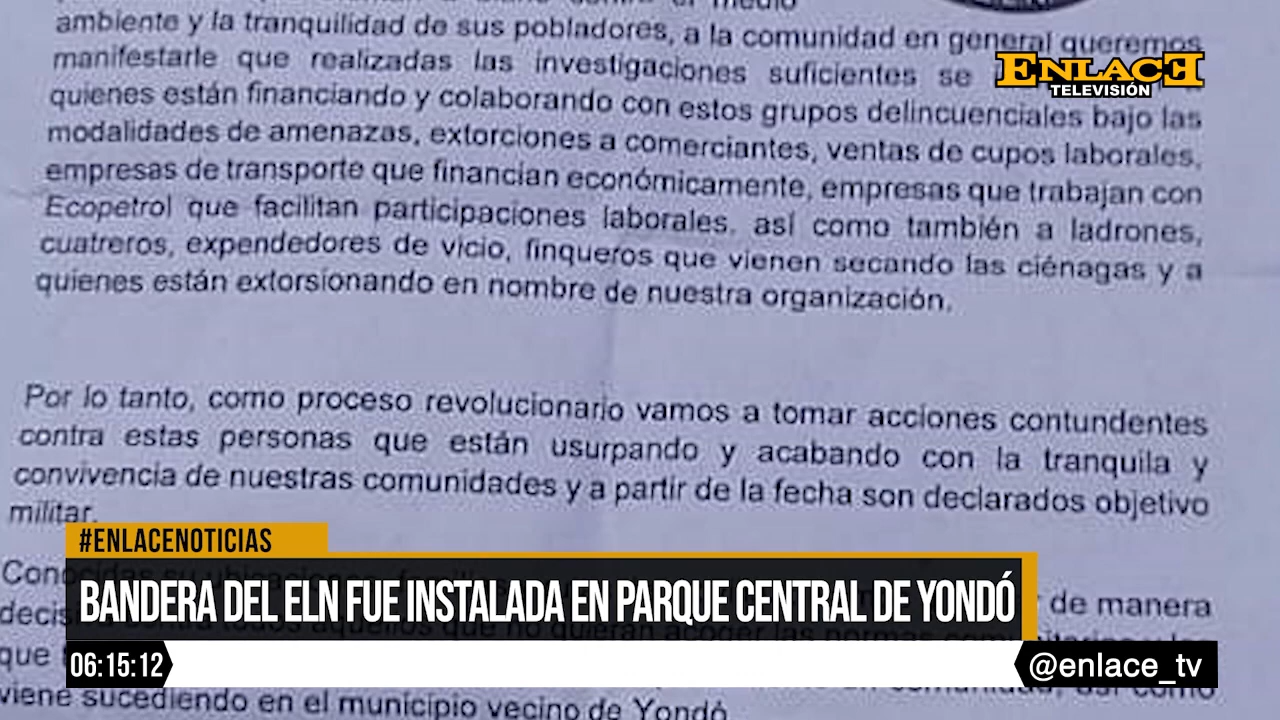 ambiente y la tranquilidad de sus pobladores, a la comunidad en general queremos
manifestarle que realizadas las investigaciones suficientes se
ENLACE
TELEVISIÓN
quienes están financiando y colaborando con estos grupos delincuenciales bajo las
modalidades de amenazas, extorciones a comerciantes, ventas de cupos laborales,
empresas de transporte que financian económicamente, empresas que trabajan con
Ecopetrol que facilitan participaciones laborales, así como también a ladrones,
cuatreros, expendedores de vicio, finqueros que vienen secando las ciénagas y a
quienes están extorsionando en nombre de nuestra organización.
Por lo tanto, como proceso revolucionario vamos a tomar acciones contundentes
contra estas personas que están usurpando y acabando con la tranquila y
convivencia de nuestras comunidades y a partir de la fecha son declarados objetivo
militar.
#ENLACENOTICIAS
BANDERA DEL ELN FUE INSTALADA EN PARQUE CENTRAL DE YONDÓ
de manera
que
06:15:12
@enlace_tv
viene sucediendo en el municipio vecino de Yondó